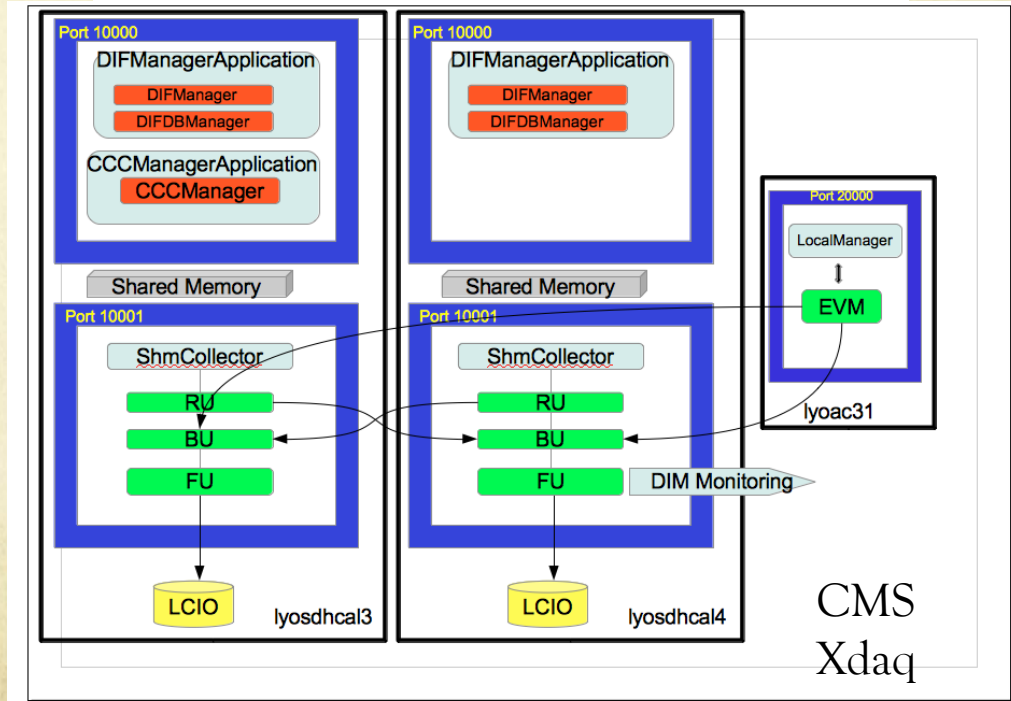 Port 10000
DIFManagerApplication
DIFManager
DIFDBManager
CCCManagerApplication
CCCManager
Shared Memory
Port 10001
ShmCollector
RU
BU
FU
LCIO
lyosdhcal3
Port 10000
DIFManagerApplication
DIFManager
DIFDBManager
Shared Memory
Port 10001
ShmCollector
RU
BU
FU
DIM Monitoring
LCIO
lyosdhcal4
Port 20000
LocalManager
EVM
lyoac31
CMS
Xdaq